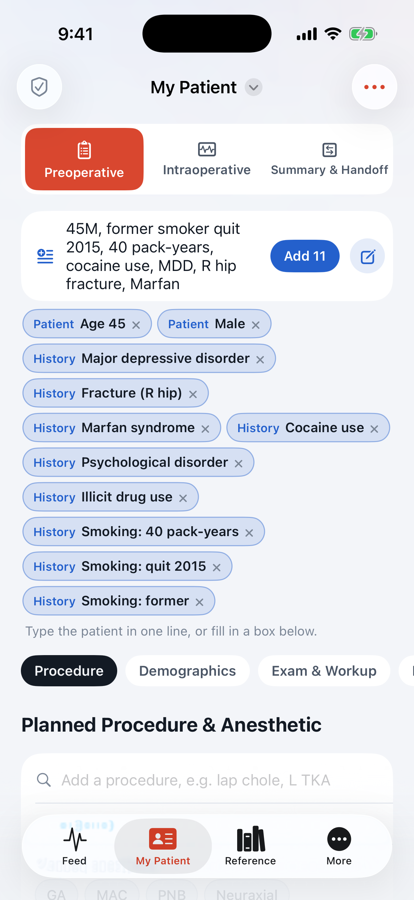 9:41
My Patient
Preoperative
Intraoperative
Summary & Handoff
45M, former smoker quit
2015, 40 pack-years,
cocaine use, MDD, R hip
fracture, Marfan
Add 11
Patient Age 45 ×
Patient Male ×
History Major depressive disorder ×
History Fracture (R hip) ×
History Marfan syndrome ×
History Cocaine use ×
History Psychological disorder ×
History Illicit drug use ×
History Smoking: 40 pack-years ×
History Smoking: quit 2015 ×
History Smoking: former ×
Type the patient in one line, or fill in a box below.
Procedure
Demographics
Exam & Workup
Planned Procedure & Anesthetic
Add a procedure, e.g. lap chole, L TKA
Feed
My Patient
Reference
More
GA
MAC
PNB
Neuraxial